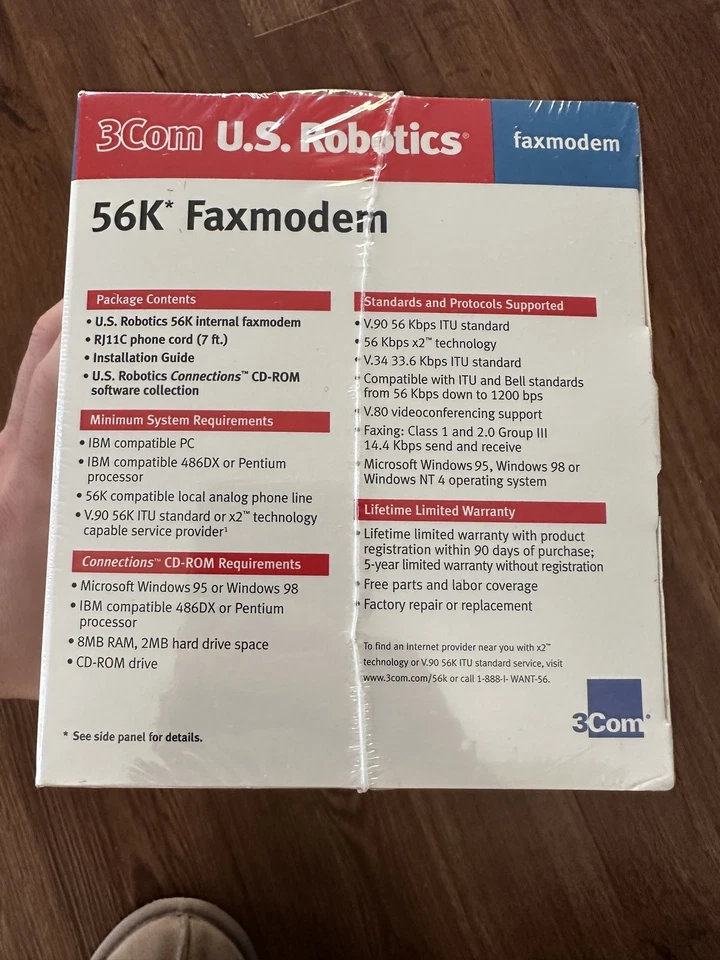 3Com U.S. Robotics®
faxmodem
56K* Faxmodem
Package Contents
• U.S. Robotics 56K internal faxmodem
• RJ11C phone cord (7 ft.)
• Installation Guide
• U.S. Robotics Connections™ CD-ROM
software collection
Minimum System Requirements
• IBM compatible PC
• IBM compatible 486DX or Pentium
processor
• 56K compatible local analog phone line
• V.90 56K ITU standard or x2™ technology
capable service provider¹
Connections™ CD-ROM Requirements
• Microsoft Windows 95 or Windows 98
• IBM compatible 486DX or Pentium
processor
• 8MB RAM, 2MB hard drive space
• CD-ROM drive
* See side panel for details.
Standards and Protocols Supported
• V.90 56 Kbps ITU standard
• 56 Kbps x2™ technology
• V.34 33.6 Kbps ITU standard
• Compatible with ITU and Bell standards
from 56 Kbps down to 1200 bps
• V.80 videoconferencing support
• Faxing: Class 1 and 2.0 Group III
14.4 Kbps send and receive
• Microsoft Windows 95, Windows 98 or
Windows NT 4 operating system
Lifetime Limited Warranty
• Lifetime limited warranty with product
registration within 90 days of purchase;
5-year limited warranty without registration
• Free parts and labor coverage
• Factory repair or replacement
To find an Internet provider near you with x2™
technology or V.90 56K ITU standard service, visit
www.3com.com/56k or call 1-888-I- WANT-56.
3Com®